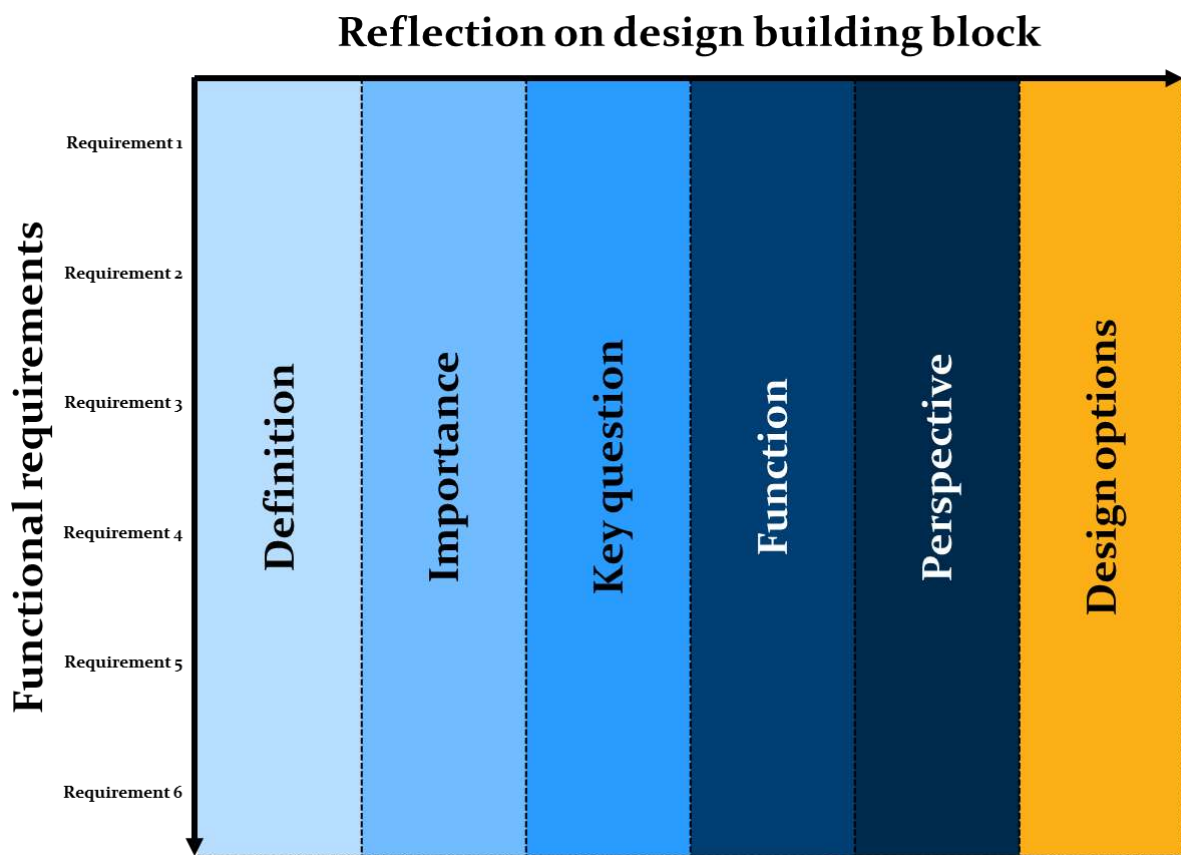 Reflection on design building block
Functional requirements
Requirement 1
Requirement 2
Requirement 3
Requirement 4
Requirement 5
Requirement 6
Definition
Importance
Key question
Function
Perspective
Design options